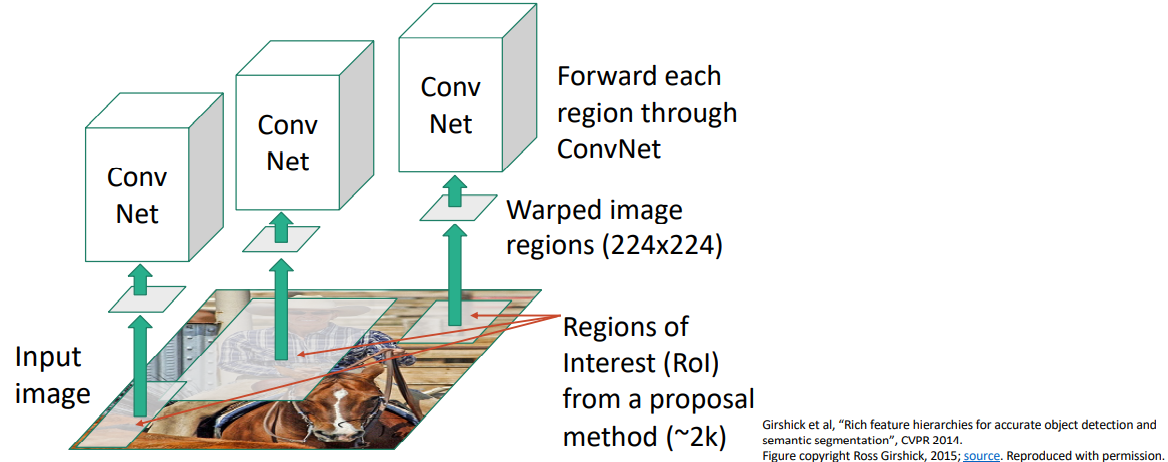 Conv
Net
Conv
Net
Conv
Net
Forward each
region through
ConvNet
Warped image
regions (224x224)
Input
image
Regions of
Interest (RoI)
from a proposal
method (~2k)
Girshick et al, “Rich feature hierarchies for accurate object detection and
semantic segmentation”, CVPR 2014.
Figure copyright Ross Girshick, 2015; source. Reproduced with permission.